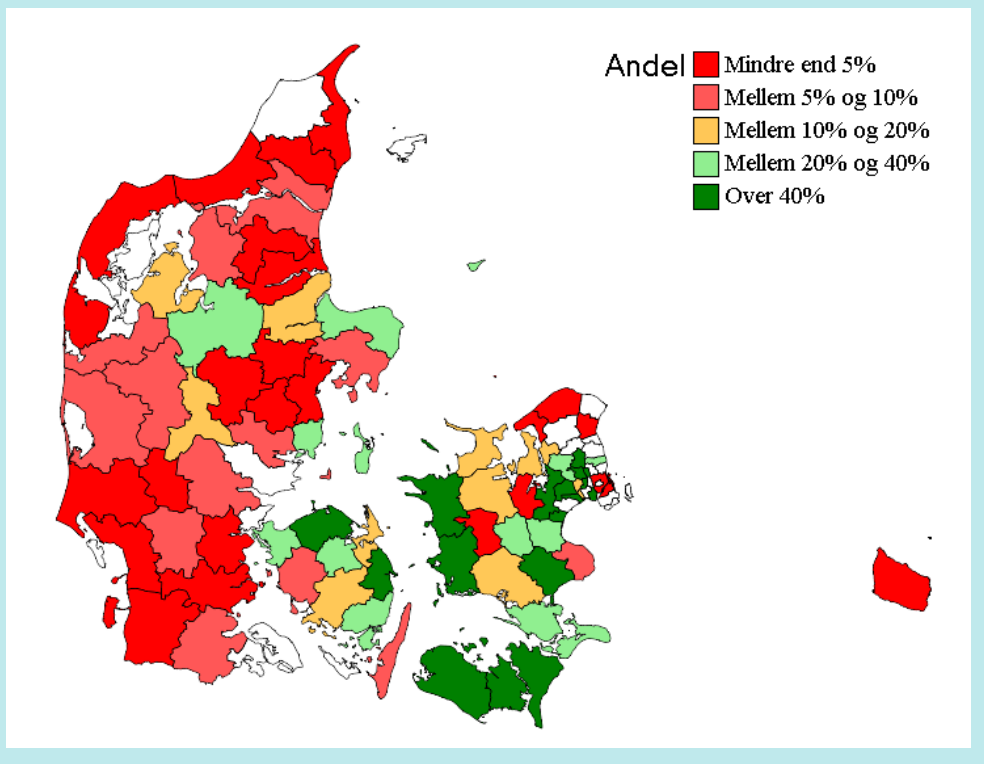 Andel
Mindre end 5%
Mellem 5% og 10%
Mellem 10% og 20%
Mellem 20% og 40%
Over 40%